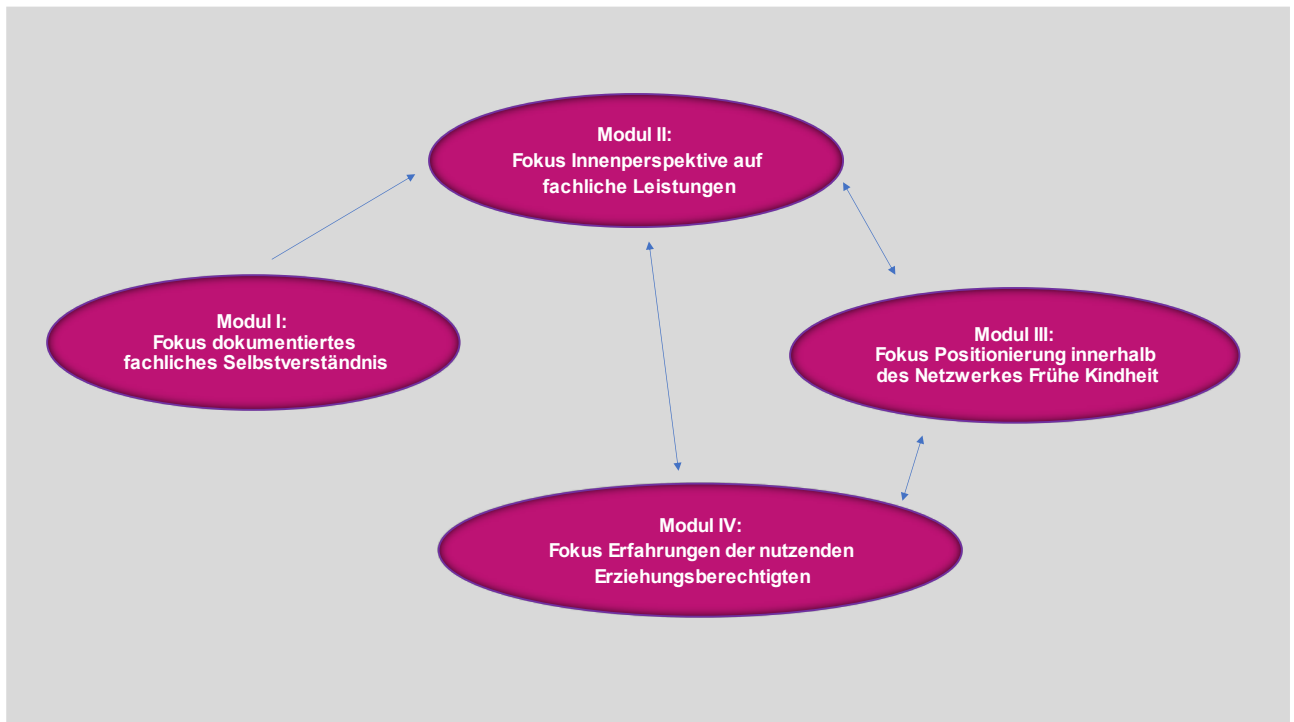 Modul II:
Fokus Innenperspektive auf
fachliche Leistungen
Modul I:
Fokus dokumentiertes
fachliches Selbstverständnis
Modul III:
Fokus Positionierung innerhalb
des Netzwerkes Frühe Kindheit
Modul IV:
Fokus Erfahrungen der nutzenden
Erziehungsberechtigten